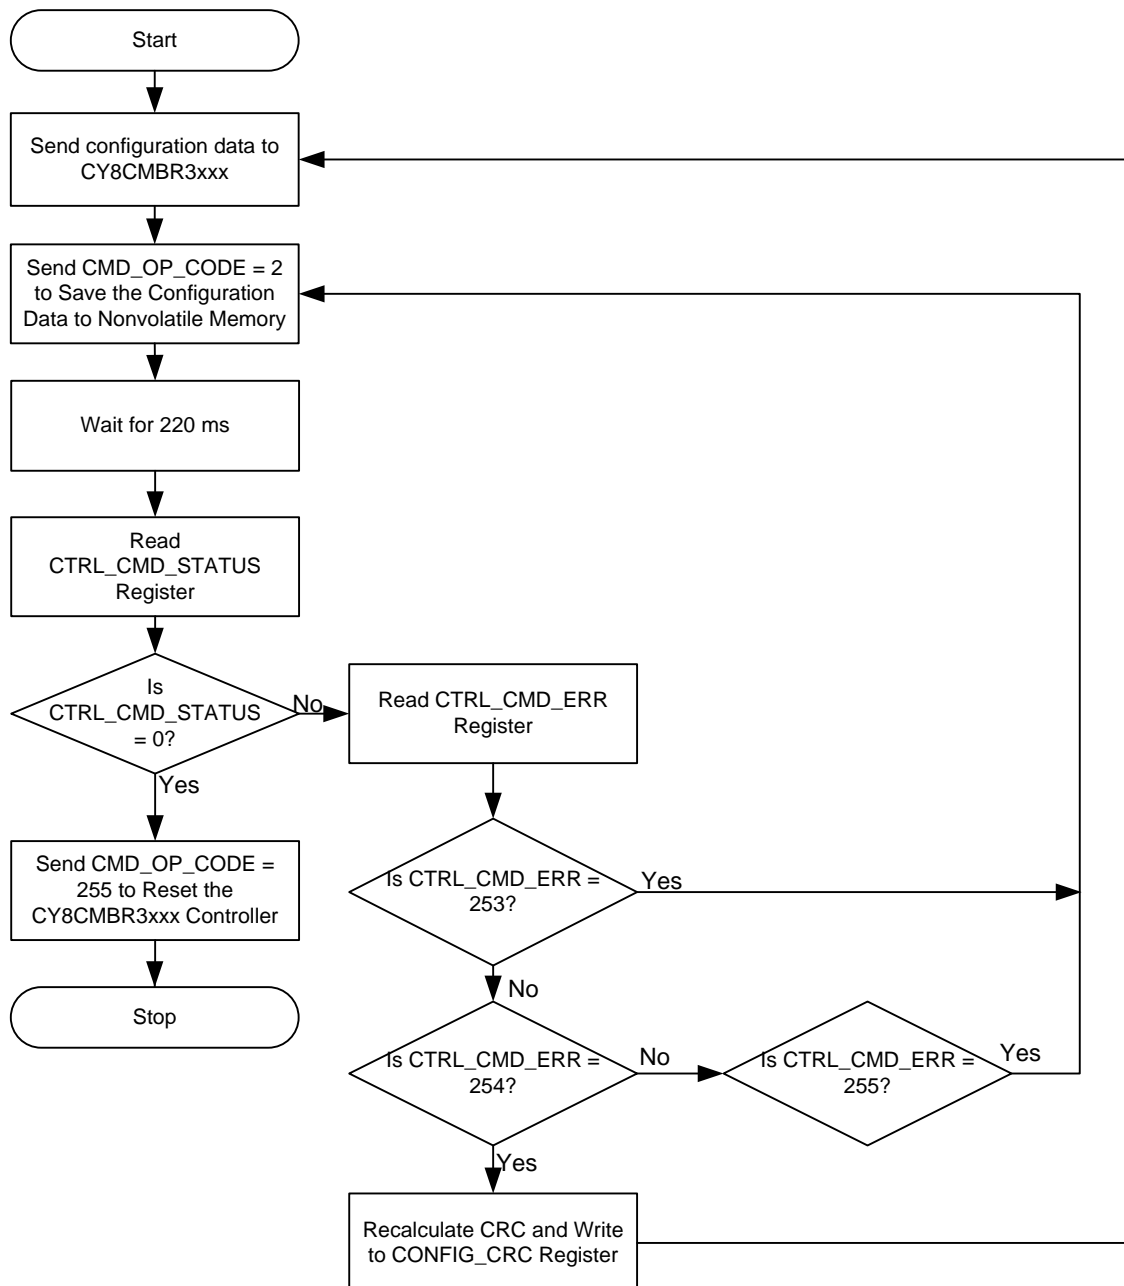 Start
Send configuration data to
CY8CMBR3xxx
Send CMD_OP_CODE = 2
to Save the Configuration
Data to Nonvolatile Memory
Wait for 220 ms
Read
CTRL_CMD_STATUS
Register
Is
CTRL_CMD_STATUS
= 0?
No
Yes
Read CTRL_CMD_ERR
Register
Send CMD_OP_CODE =
255 to Reset the
CY8CMBR3xxx Controller
Stop
Is CTRL_CMD_ERR =
253?
Yes
No
Is CTRL_CMD_ERR =
254?
No
Is CTRL_CMD_ERR =
255?
Yes
Yes
Recalculate CRC and Write
to CONFIG_CRC Register